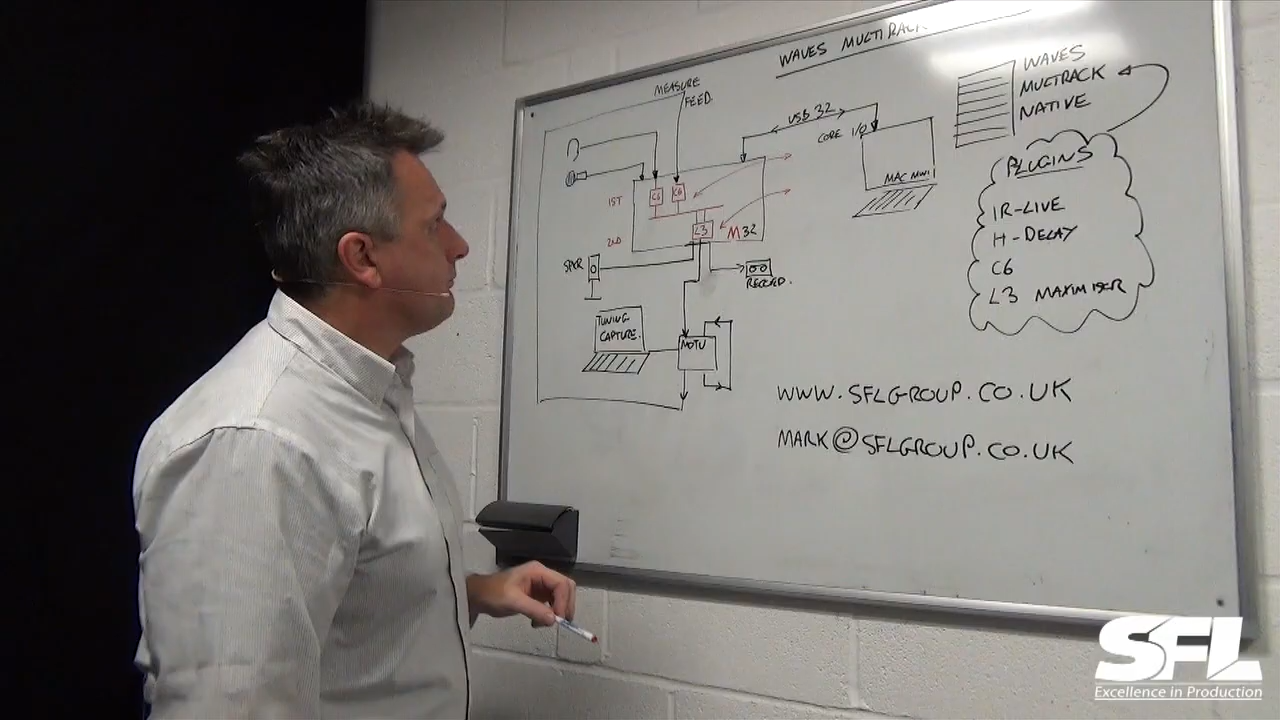 WAVES MULTIRACK
MEASURE
FEED.
USB 32
CORE I/O
WAVES
MULTRACK
NATIVE
MAC MINI
PLUGINS
IR-LIVE
H-DELAY
C6
L3 MAXIMISER
1ST
C6
C6
2ND
L3
M32
SPKR
RECORD.
TUNING
CAPTURE.
MOTU
WWW.SFLGROUP.CO.UK
MARK@SFLGROUP.CO.UK
SFL
Excellence in Production